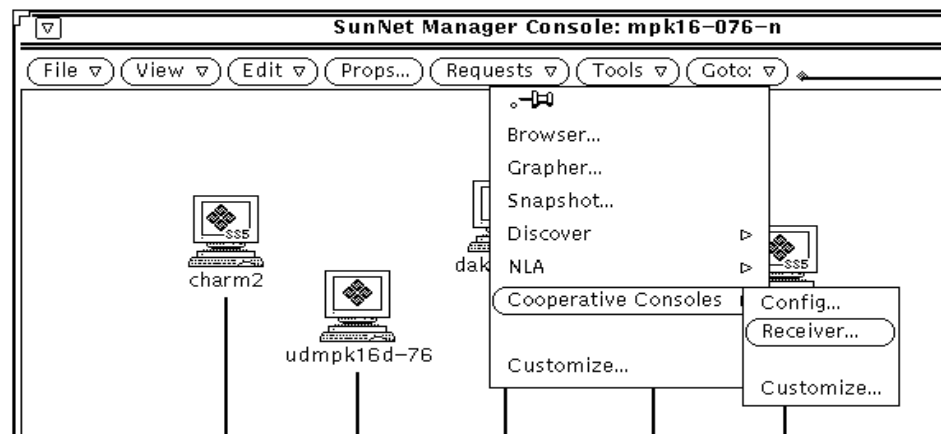 SunNet Manager Console: mpk16-076-n
File View Edit Props... Requests Tools Goto:
Browser...
Grapher...
Snapshot...
Discover
NLA
Cooperative Consoles
Customize...
Config...
Receiver...
Customize...
SS5
charm2
udmpk16d-76
dak
SS5